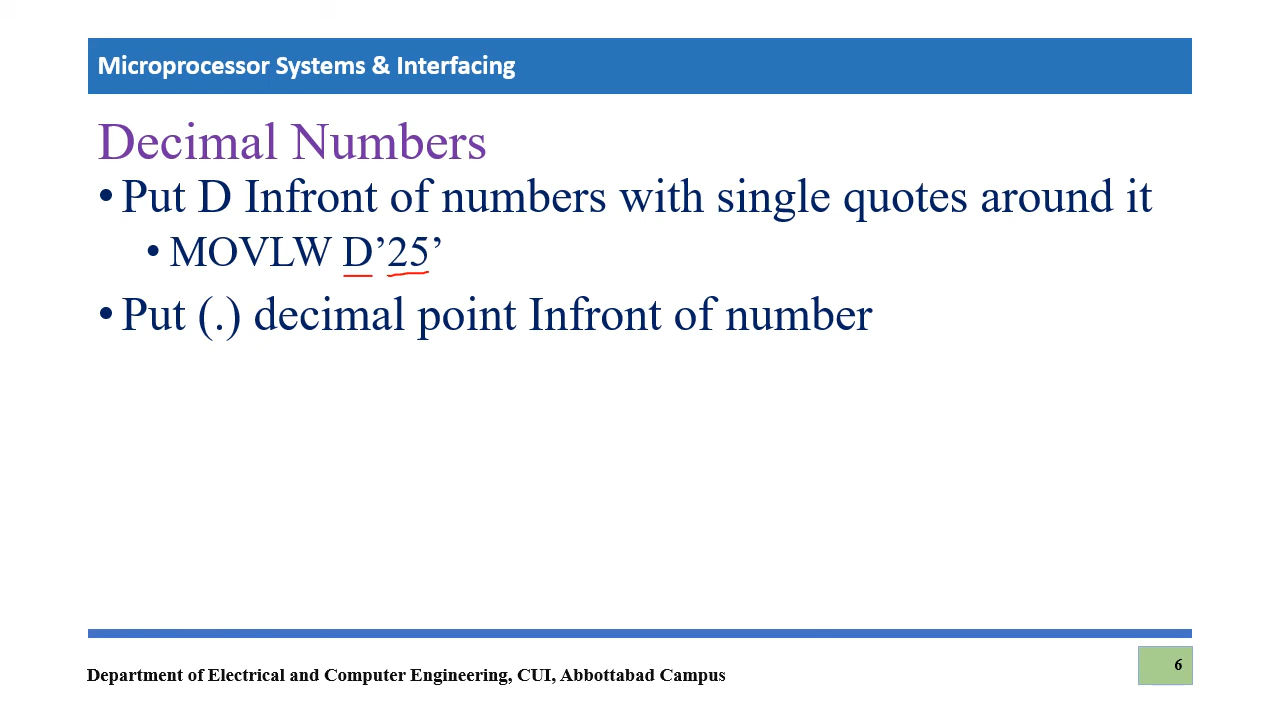 Microprocessor Systems & Interfacing
Decimal Numbers
•Put D Infront of numbers with single quotes around it
•MOVLW D’25’
•Put (.) decimal point Infront of number
Department of Electrical and Computer Engineering, CUI, Abbottabad Campus
6